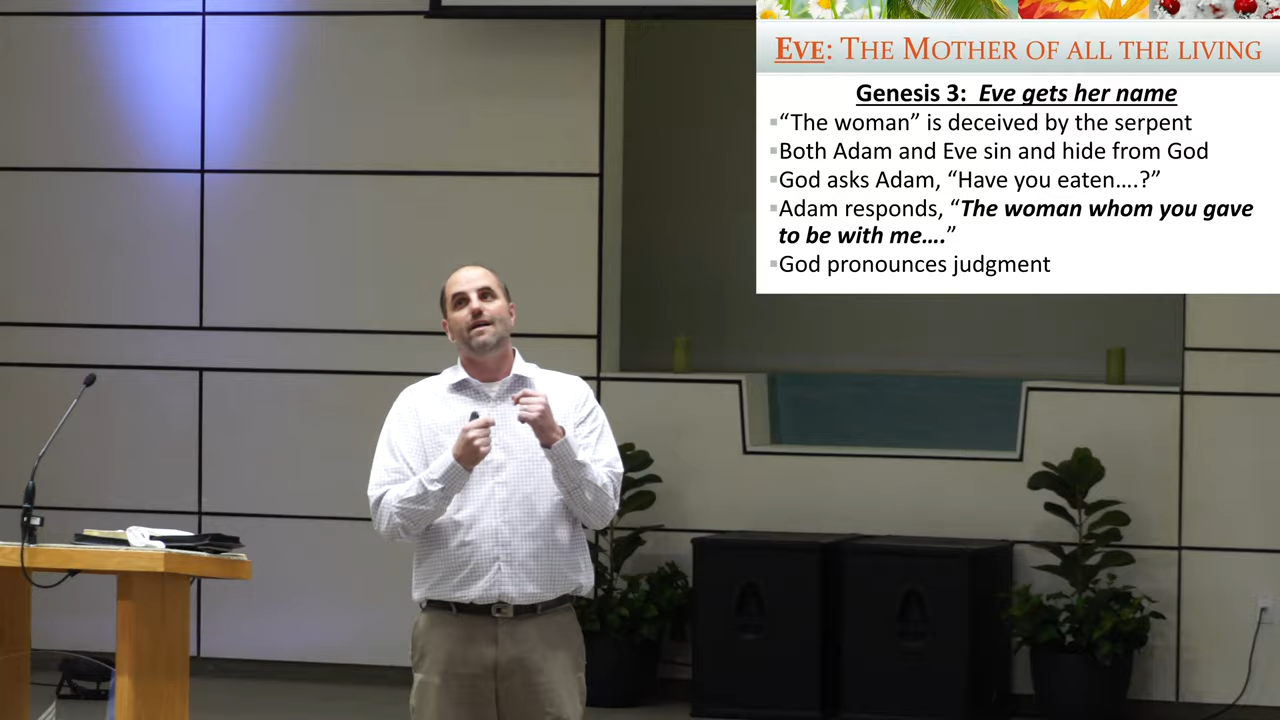 EVE: THE MOTHER OF ALL THE LIVING
Genesis 3: Eve gets her name
▪“The woman” is deceived by the serpent
▪Both Adam and Eve sin and hide from God
▪God asks Adam, “Have you eaten….?”
▪Adam responds, “The woman whom you gave
to be with me….”
▪God pronounces judgment